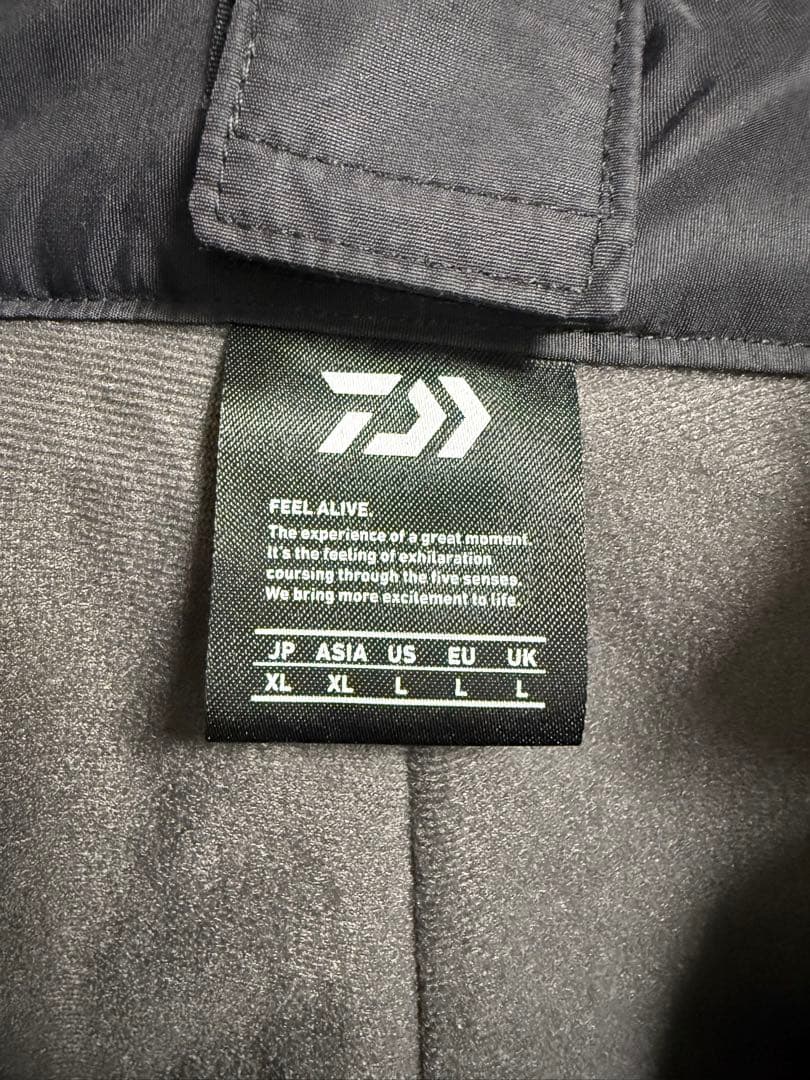 FEEL ALIVE.
The experience of a great moment.
It's the feeling of exhilaration
coursing through the five senses.
We bring more excitement to life.
JP ASIA US EU UK
XL XL L L L